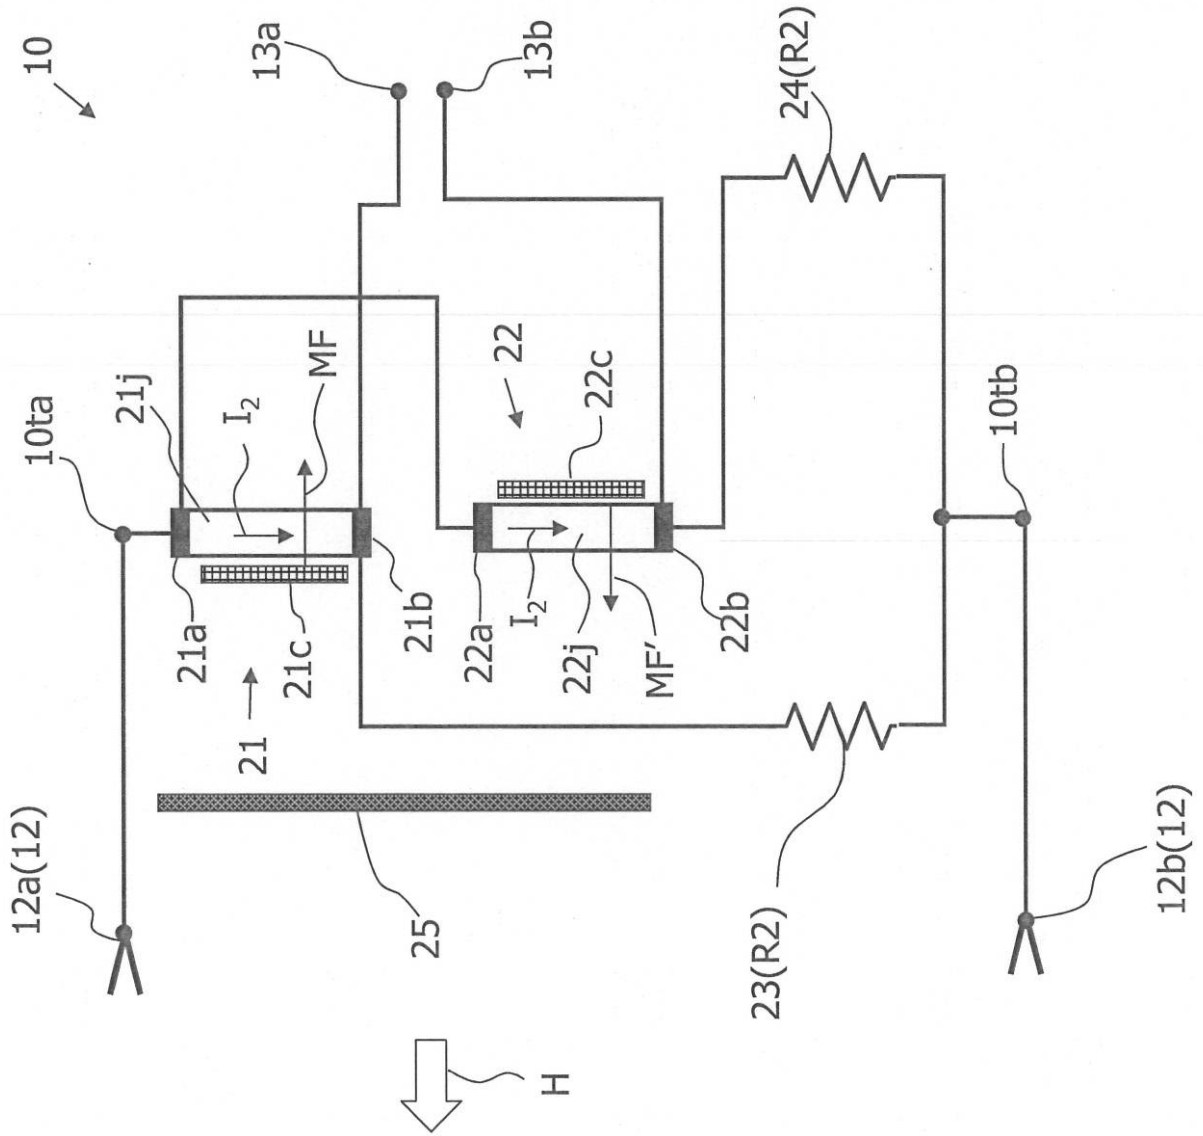 10
13a
13b
24(R2)
10ta
21j
I₂
MF
22
22c
10tb
21a
21c
21b
22a
I₂
22j
MF'
22b
21
12a(12)
25
23(R2)
12b(12)
H